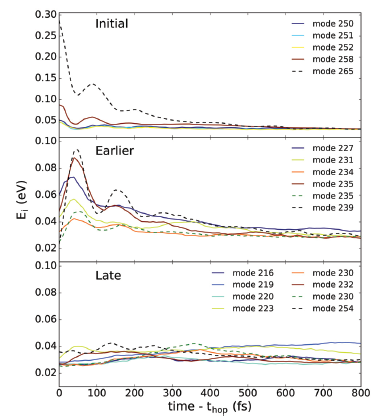 Initial
mode 250
mode 251
mode 252
mode 258
mode 265
0.30
0.25
0.20
0.15
0.10
0.05
Earlier
mode 227
mode 231
mode 234
mode 235
mode 235
mode 239
0.10
0.08
0.06
0.04
0.02
E_i (eV)
Late
mode 216
mode 219
mode 220
mode 223
mode 230
mode 232
mode 230
mode 254
0.10
0.08
0.06
0.04
0.02
0 100 200 300 400 500 600 700 800
time - t_hop (fs)